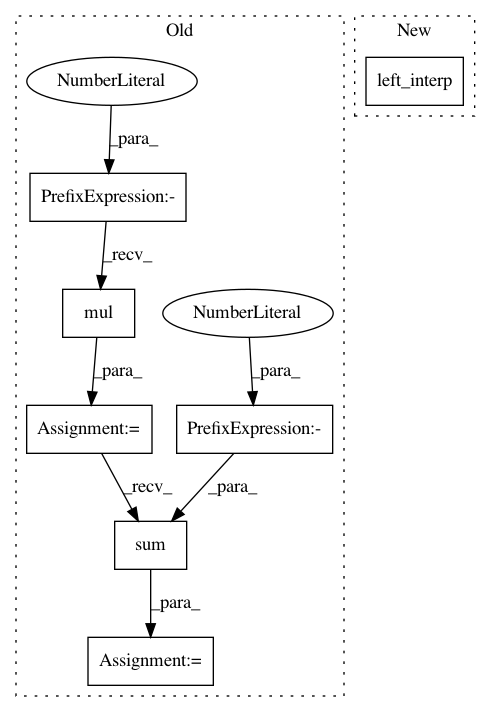 Old
New
NumberLiteral
left_interp
_para_
PrefixExpression:-
_recv_
mul
NumberLiteral
_para_
_para_
Assignment:=
PrefixExpression:-
_recv_
_para_
sum
_para_
Assignment:=